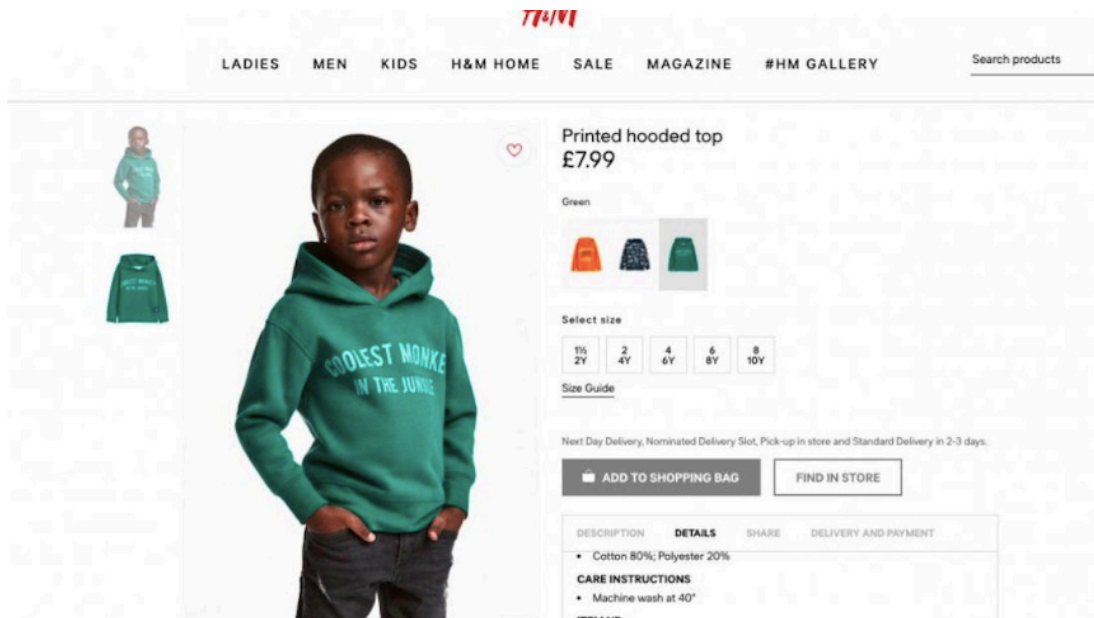 H&M
LADIES MEN KIDS H&M HOME SALE MAGAZINE #HM GALLERY
Search products
Printed hooded top
£7.99
Green
COOLEST MONKE
IN THE JUNGLE
Select size
1½ 2 4 6 8
2Y 4Y 6Y 8Y 10Y
Size Guide
Next Day Delivery, Nominated Delivery Slot, Pick-up in store and Standard Delivery in 2-3 days.
ADD TO SHOPPING BAG FIND IN STORE
DESCRIPTION DETAILS SHARE DELIVERY AND PAYMENT
• Cotton 80%; Polyester 20%
CARE INSTRUCTIONS
• Machine wash at 40°